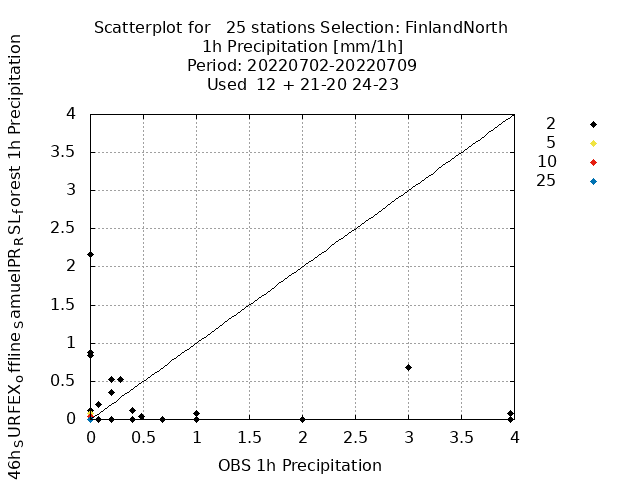 Scatterplot for   25 stations Selection: FinlandNorth
1h Precipitation [mm/1h]
Period: 20220702-20220709
Used  12 + 21-20 24-23
46h SURFEX_offline_samuelPR_RSL_forest 1h Precipitation
4
3.5
3
2.5
2
1.5
1
0.5
0
0 0.5 1 1.5 2 2.5 3 3.5 4
OBS 1h Precipitation
2
5
10
25